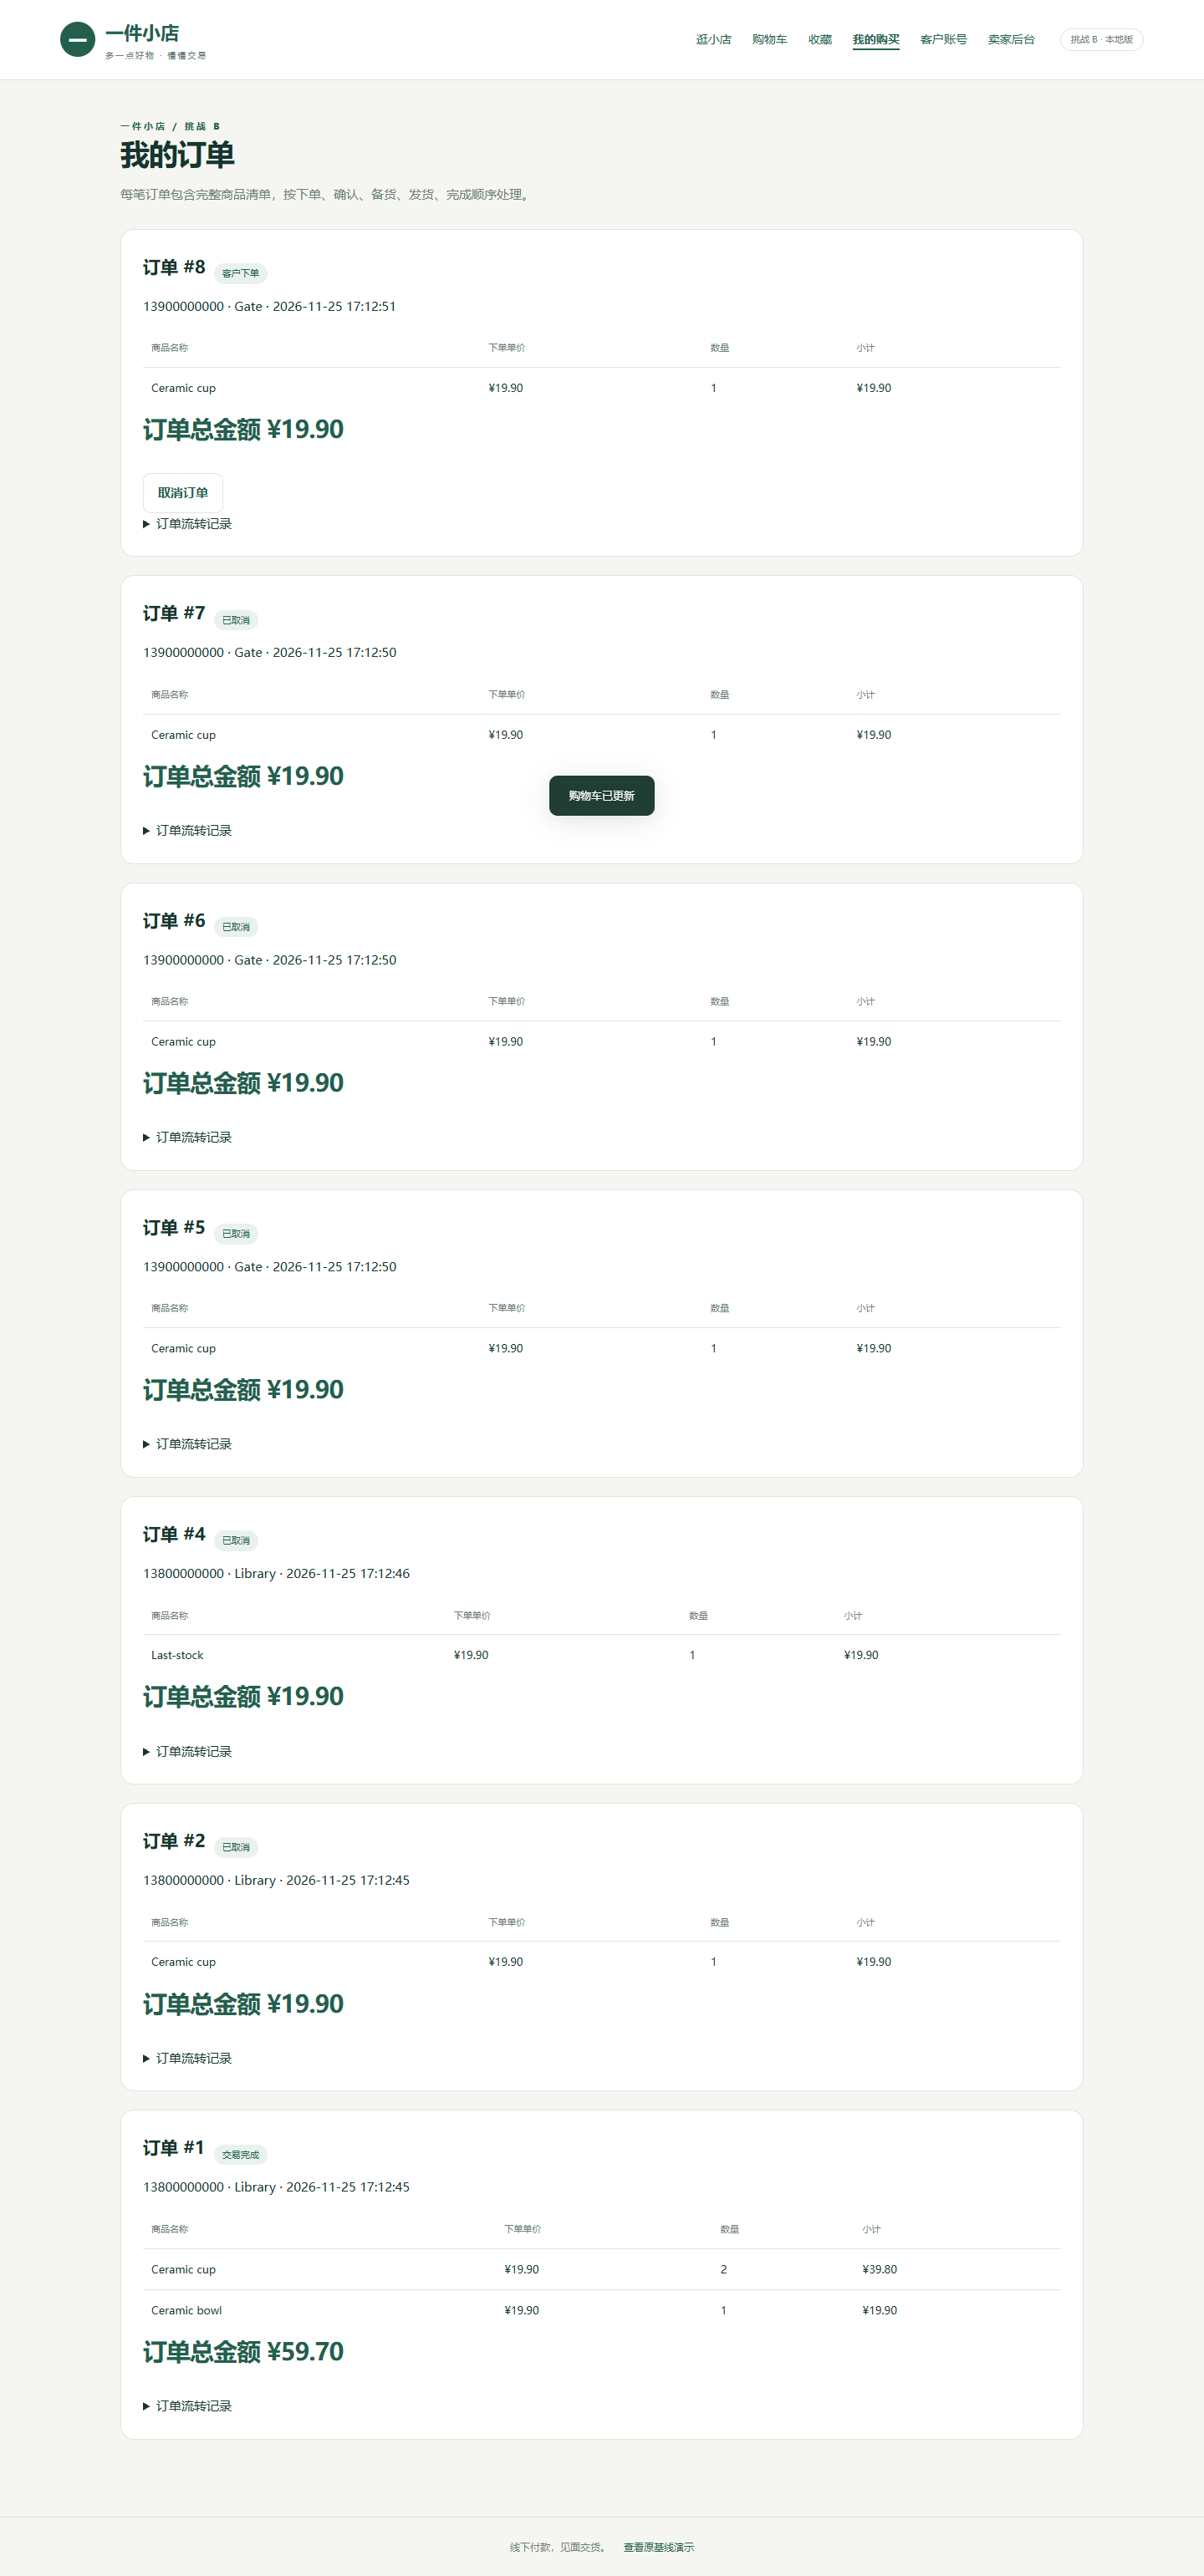 一件小店
多一点好物 · 慢慢交易
逛小店 购物车 收藏 我的购买 客户账号 卖家后台 挑战 B · 本地版
一件小店 / 挑战 B
我的订单
每笔订单包含完整商品清单，按下单、确认、备货、发货、完成顺序处理。
订单 #8 客户下单
13900000000 · Gate · 2026-11-25 17:12:51
商品名称 下单单价 数量 小计
Ceramic cup ¥19.90 1 ¥19.90
订单总金额 ¥19.90
取消订单
▶ 订单流转记录
订单 #7 已取消
13900000000 · Gate · 2026-11-25 17:12:50
商品名称 下单单价 数量 小计
Ceramic cup ¥19.90 1 ¥19.90
订单总金额 ¥19.90
购物车已更新
▶ 订单流转记录
订单 #6 已取消
13900000000 · Gate · 2026-11-25 17:12:50
商品名称 下单单价 数量 小计
Ceramic cup ¥19.90 1 ¥19.90
订单总金额 ¥19.90
▶ 订单流转记录
订单 #5 已取消
13900000000 · Gate · 2026-11-25 17:12:50
商品名称 下单单价 数量 小计
Ceramic cup ¥19.90 1 ¥19.90
订单总金额 ¥19.90
▶ 订单流转记录
订单 #4 已取消
13800000000 · Library · 2026-11-25 17:12:46
商品名称 下单单价 数量 小计
Last-stock ¥19.90 1 ¥19.90
订单总金额 ¥19.90
▶ 订单流转记录
订单 #2 已取消
13800000000 · Library · 2026-11-25 17:12:45
商品名称 下单单价 数量 小计
Ceramic cup ¥19.90 1 ¥19.90
订单总金额 ¥19.90
▶ 订单流转记录
订单 #1 交易完成
13800000000 · Library · 2026-11-25 17:12:45
商品名称 下单单价 数量 小计
Ceramic cup ¥19.90 2 ¥39.80
Ceramic bowl ¥19.90 1 ¥19.90
订单总金额 ¥59.70
▶ 订单流转记录
线下付款，见面交货。 查看原基线演示